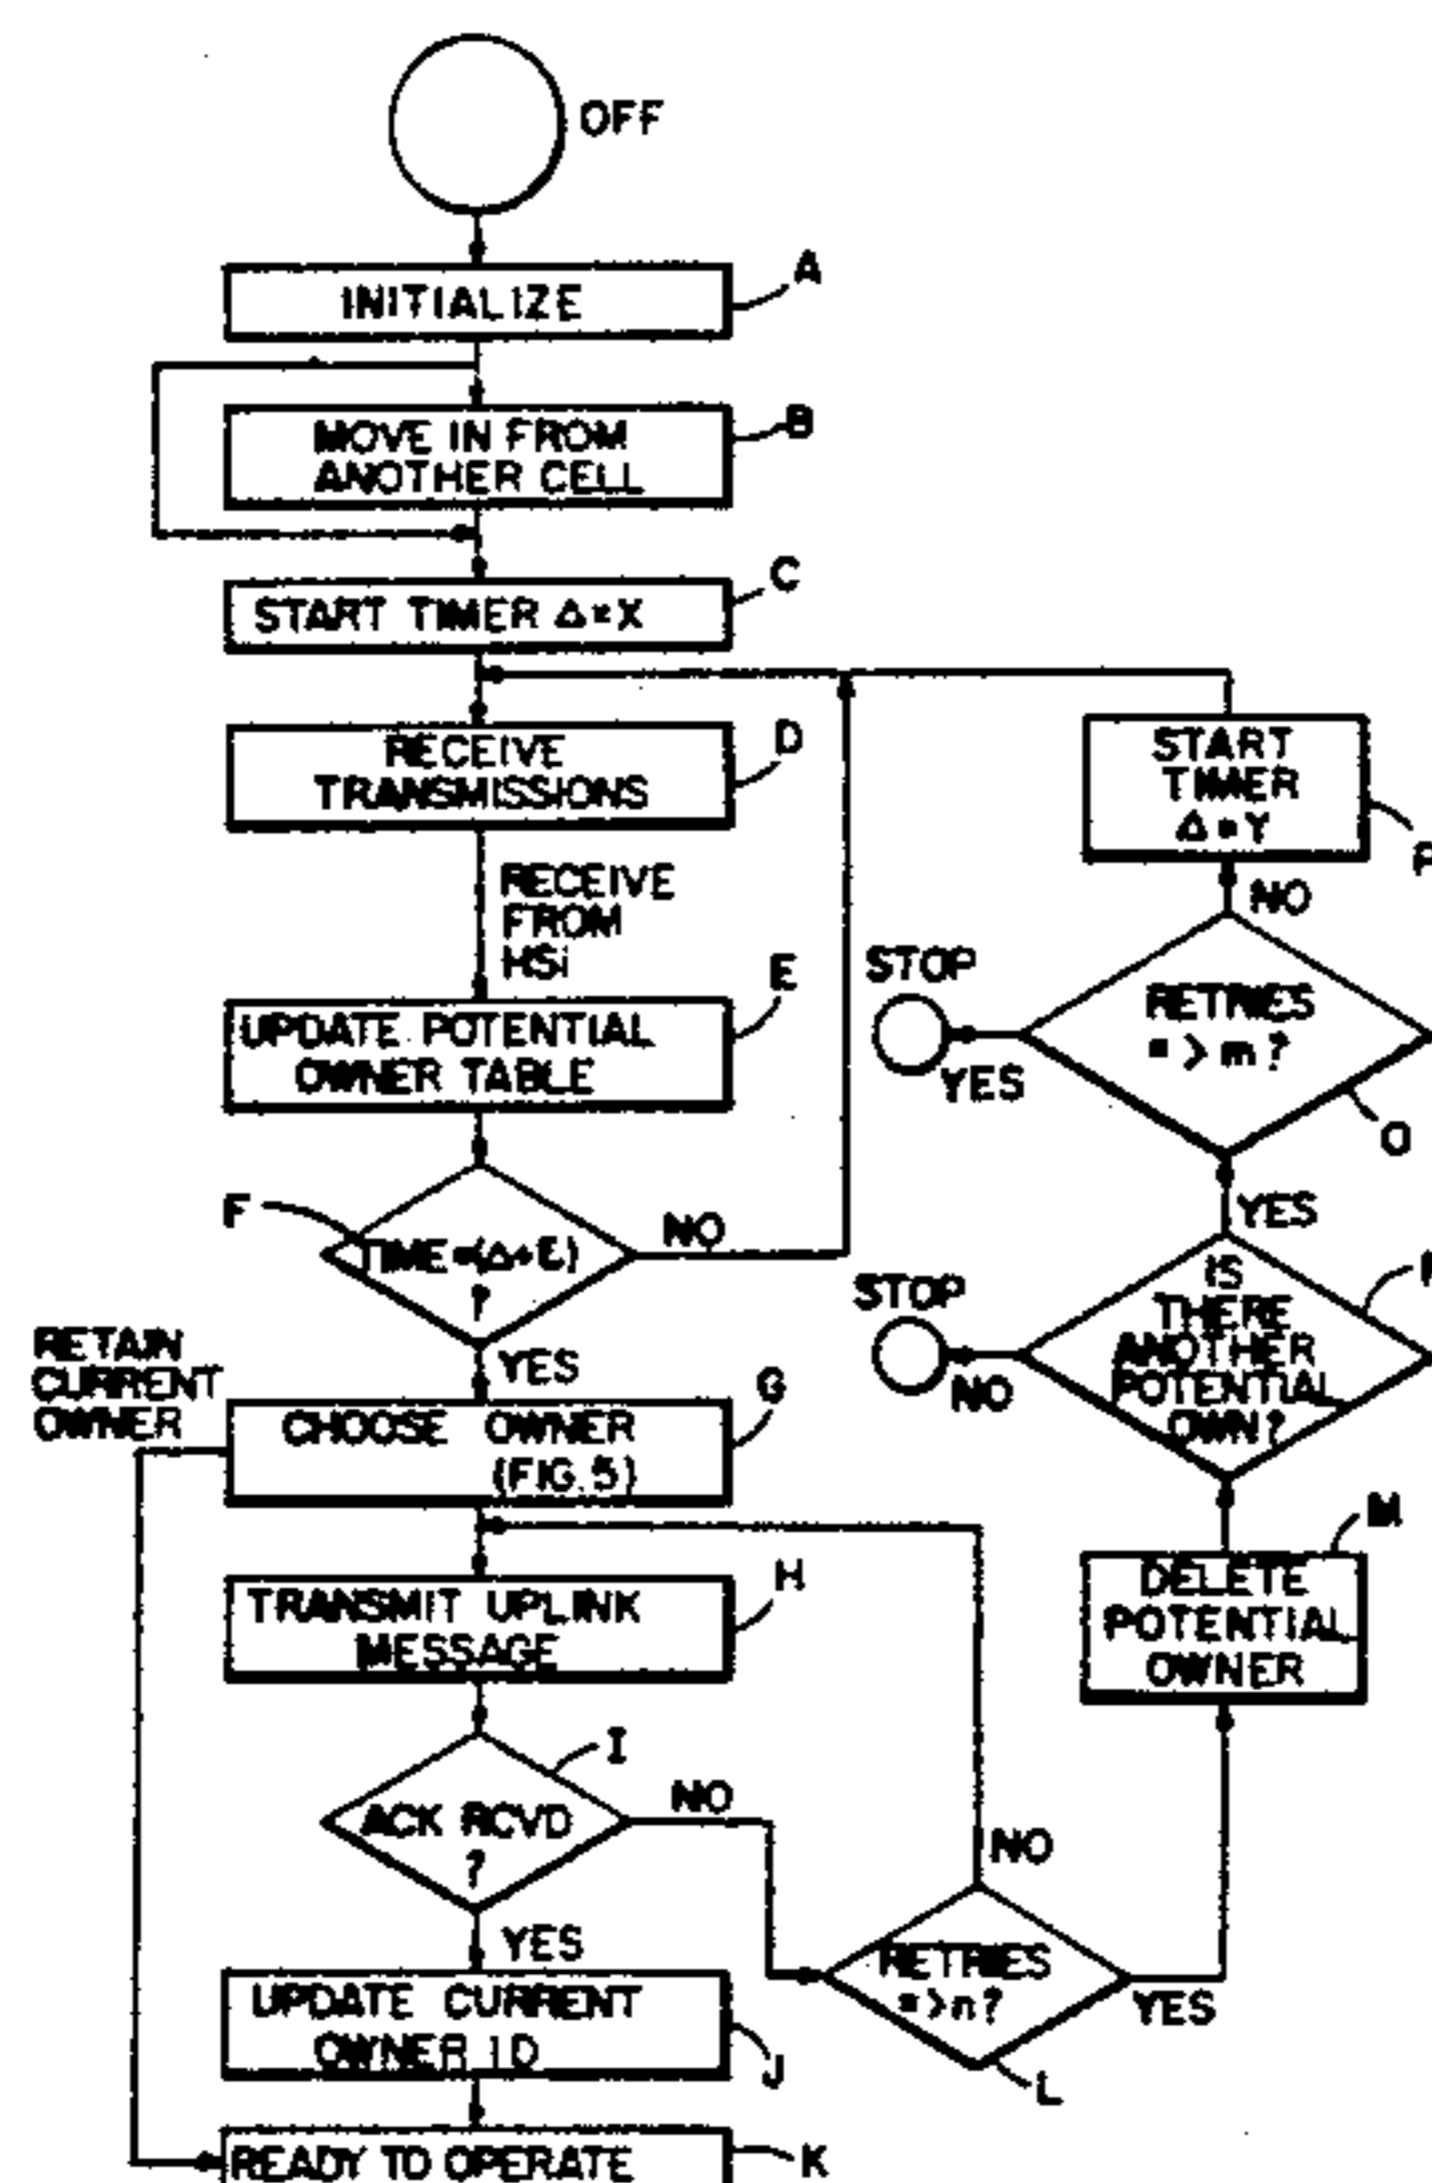 OFF
INITIALIZE
A
MOVE IN FROM
ANOTHER CELL
B
START TIMER Δ=X
C
RECEIVE
TRANSMISSIONS
D
RECEIVE
FROM
HSi
UPDATE POTENTIAL
OWNER TABLE
E
F
TIME=(Δ+ε)
?
NO
YES
RETAIN
CURRENT
OWNER
CHOOSE OWNER
(FIG. 5)
G
TRANSMIT UPLINK
MESSAGE
H
ACK RCVD
?
I
NO
YES
UPDATE CURRENT
OWNER ID
J
READY TO OPERATE
K
RETRIES
=>n?
L
NO
YES
DELETE
POTENTIAL
OWNER
M
IS
THERE
ANOTHER
POTENTIAL
OWN?
STOP
NO
YES
RETRIES
=>m?
O
STOP
YES
NO
START
TIMER
Δ=Y
P